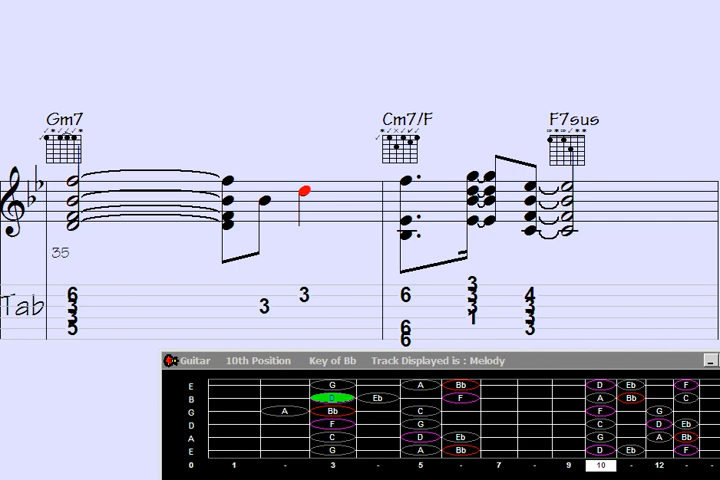 Gm7 Cm7/F F7sus
35
3
6 3 6 3 4
Tab 3 3 3 3
3 1 3
5 6 3
6
Guitar 10th Position Key of Bb Track Displayed is : Melody
E G A Bb D Eb F
B D Eb F A Bb C
G A Bb C F G
D F G C D Eb
A C D Eb G A Bb
E G A Bb D Eb F
0 1 - 3 - 5 - 7 - 9 10 - 12 -